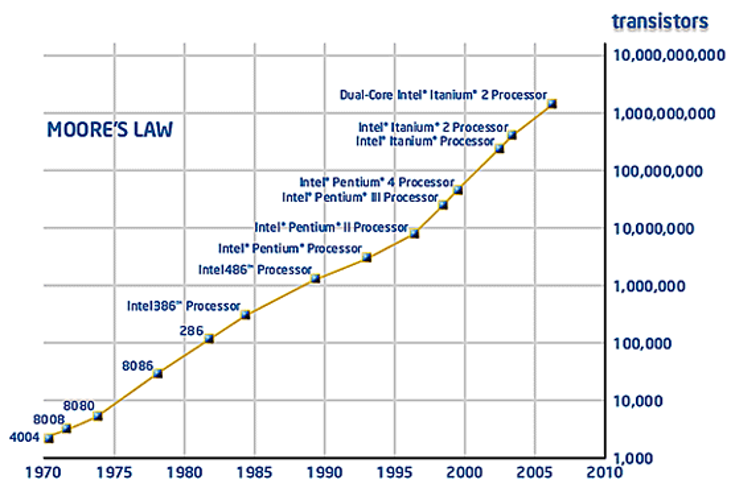 transistors
10,000,000,000
Dual-Core Intel® Itanium® 2 Processor
1,000,000,000
MOORE'S LAW
Intel® Itanium® 2 Processor
Intel® Itanium® Processor
100,000,000
Intel® Pentium® 4 Processor
Intel® Pentium® III Processor
10,000,000
Intel® Pentium® II Processor
Intel® Pentium® Processor
Intel486™ Processor
1,000,000
Intel386™ Processor
286
100,000
8086
8080
10,000
8008
4004
1,000
1970 1975 1980 1985 1990 1995 2000 2005 2010